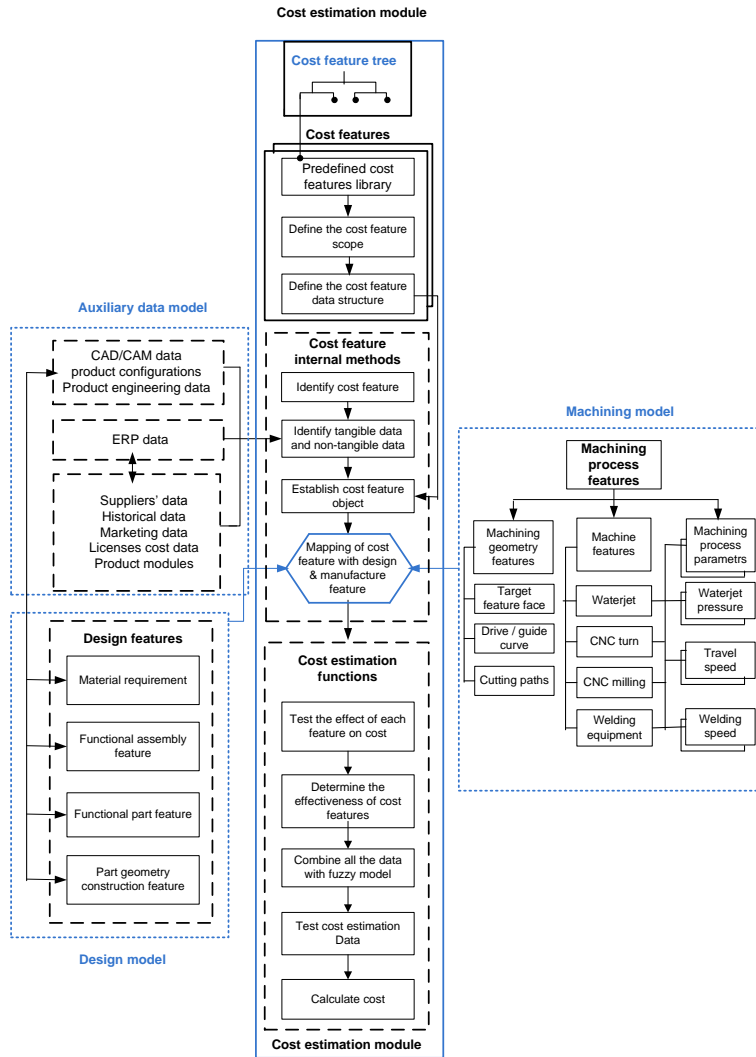 Cost estimation module
Cost feature tree
Cost features
Predefined cost
features library
Define the cost feature
scope
Define the cost feature
data structure
Auxiliary data model
CAD/CAM data
product configurations
Product engineering data
ERP data
Suppliers' data
Historical data
Marketing data
Licenses cost data
Product modules
Cost feature
internal methods
Identify cost feature
Identify tangible data
and non-tangible data
Establish cost feature
object
Mapping of cost
feature with design
& manufacture
feature
Machining model
Machining
process
features
Machining
geometry
features
Target
feature face
Drive / guide
curve
Cutting paths
Machine
features
Waterjet
CNC turn
CNC milling
Welding
equipment
Machining
process
parametrs
Waterjet
pressure
Travel
speed
Welding
speed
Design features
Material requirement
Functional assembly
feature
Functional part feature
Part geometry
construction feature
Design model
Cost estimation
functions
Test the effect of each
feature on cost
Determine the
effectiveness of cost
features
Combine all the data
with fuzzy model
Test cost estimation
Data
Calculate cost
Cost estimation module